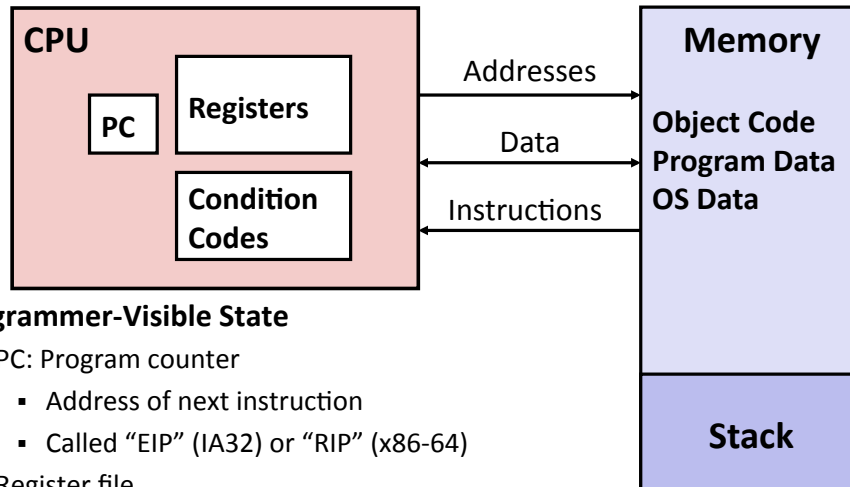 CPU
PC
Registers
Condition
Codes
Addresses
Data
Instructions
Memory
Object Code
Program Data
OS Data
Stack
grammer-Visible State
PC: Program counter
▪ Address of next instruction
▪ Called “EIP” (IA32) or “RIP” (x86-64)
Register file